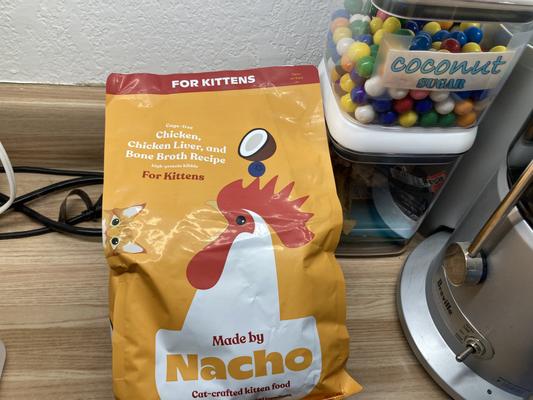 FOR KITTENS
Cage-free
Chicken,
Chicken Liver, and
Bone Broth Recipe
high-protein kibble
For Kittens
Made by
Nacho
Cat-crafted kitten food
coconut
SUGAR
Breville